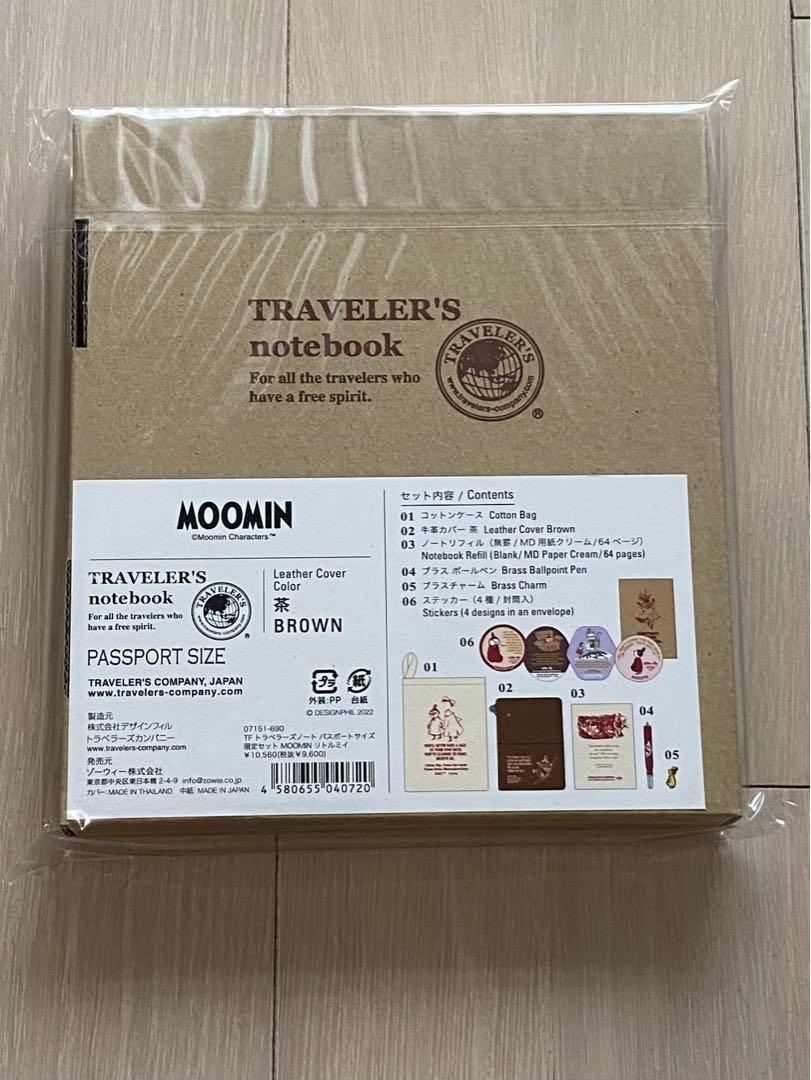 TRAVELER'S
notebook
For all the travelers who
have a free spirit.
TRAVELER'S
www.travelers-company.com
®
MOOMIN
©Moomin Characters™
TRAVELER'S
notebook
For all the travelers who
have a free spirit.
TRAVELER'S
PASSPORT SIZE
TRAVELER'S COMPANY, JAPAN
www.travelers-company.com
Leather Cover
Color
茶
BROWN
プラ
紙
外装:PP
台紙
© DESIGNPHIL 2022
製造元
株式会社デザインフィル
トラベラーズカンパニー
www.travelers-company.com
発売元
ゾーウィー株式会社
東京都中央区東日本橋2-4-9 info@zowie.co.jp
カバー:MADE IN THAILAND 中紙:MADE IN JAPAN
07151-690
TF トラベラーズノート パスポートサイズ
限定セット MOOMIN リトルミイ
¥10,560(税抜¥9,600)
4 580655 040720
セット内容 / Contents
01 コットンケース Cotton Bag
02 牛革カバー 茶 Leather Cover Brown
03 ノートリフィル（無罫/MD用紙クリーム/64ページ）
Notebook Refill (Blank/MD Paper Cream/64 pages)
04 ブラス ボールペン Brass Ballpoint Pen
05 ブラスチャーム Brass Charm
06 ステッカー（4種/封筒入）
Stickers (4 designs in an envelope)
06
01
02
03
04
05